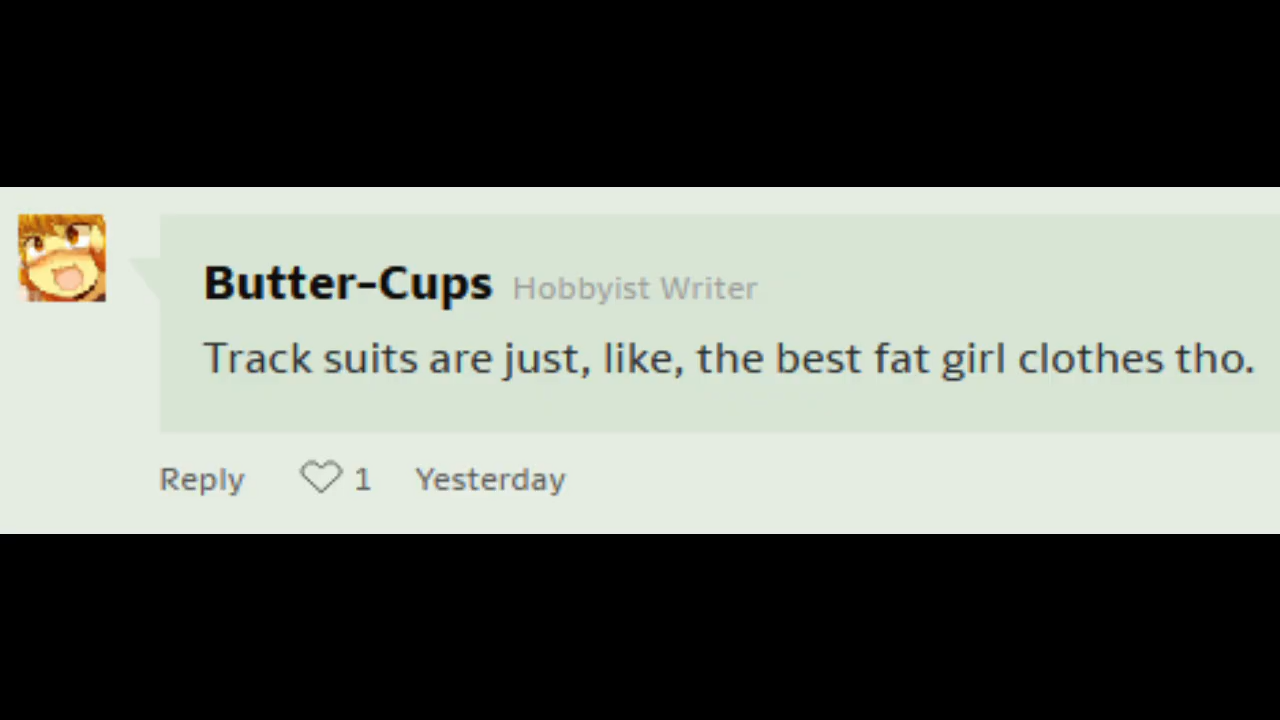 Butter-Cups Hobbyist Writer
Track suits are just, like, the best fat girl clothes tho.
Reply 1 Yesterday